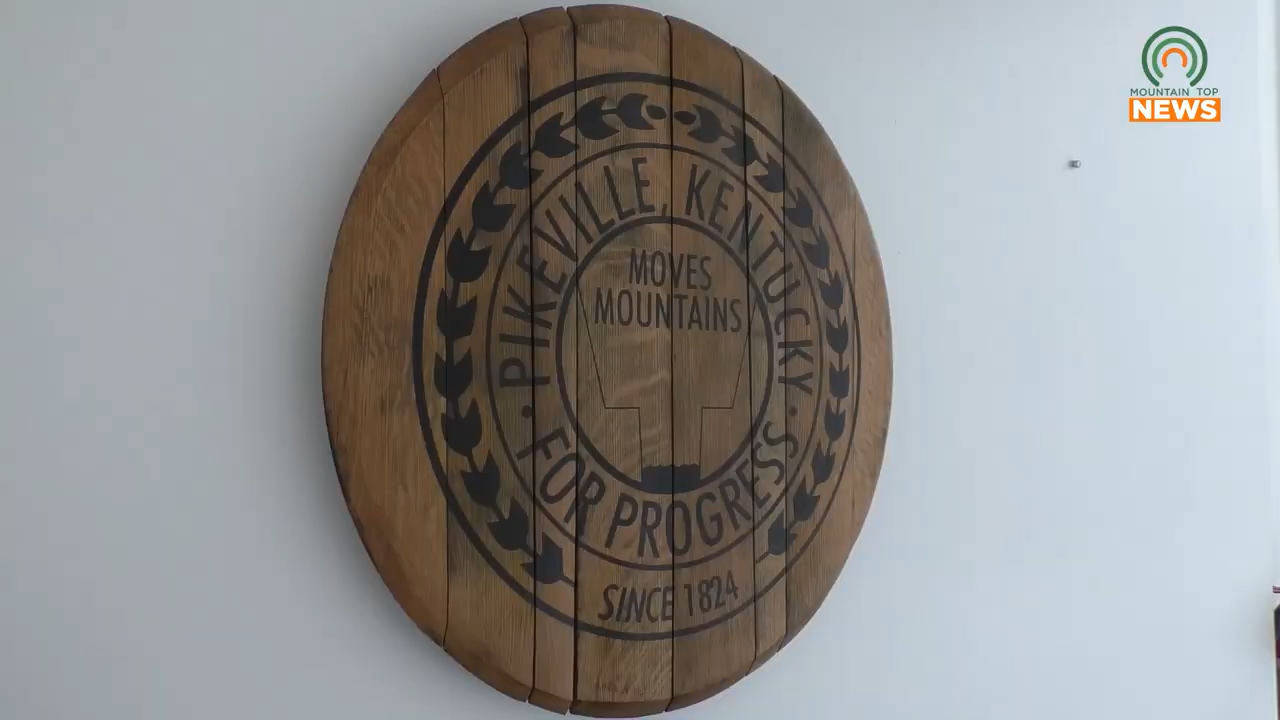 MOUNTAIN TOP
NEWS
PIKEVILLE, KENTUCKY
MOVES
MOUNTAINS
· FOR PROGRESS ·
SINCE 1824